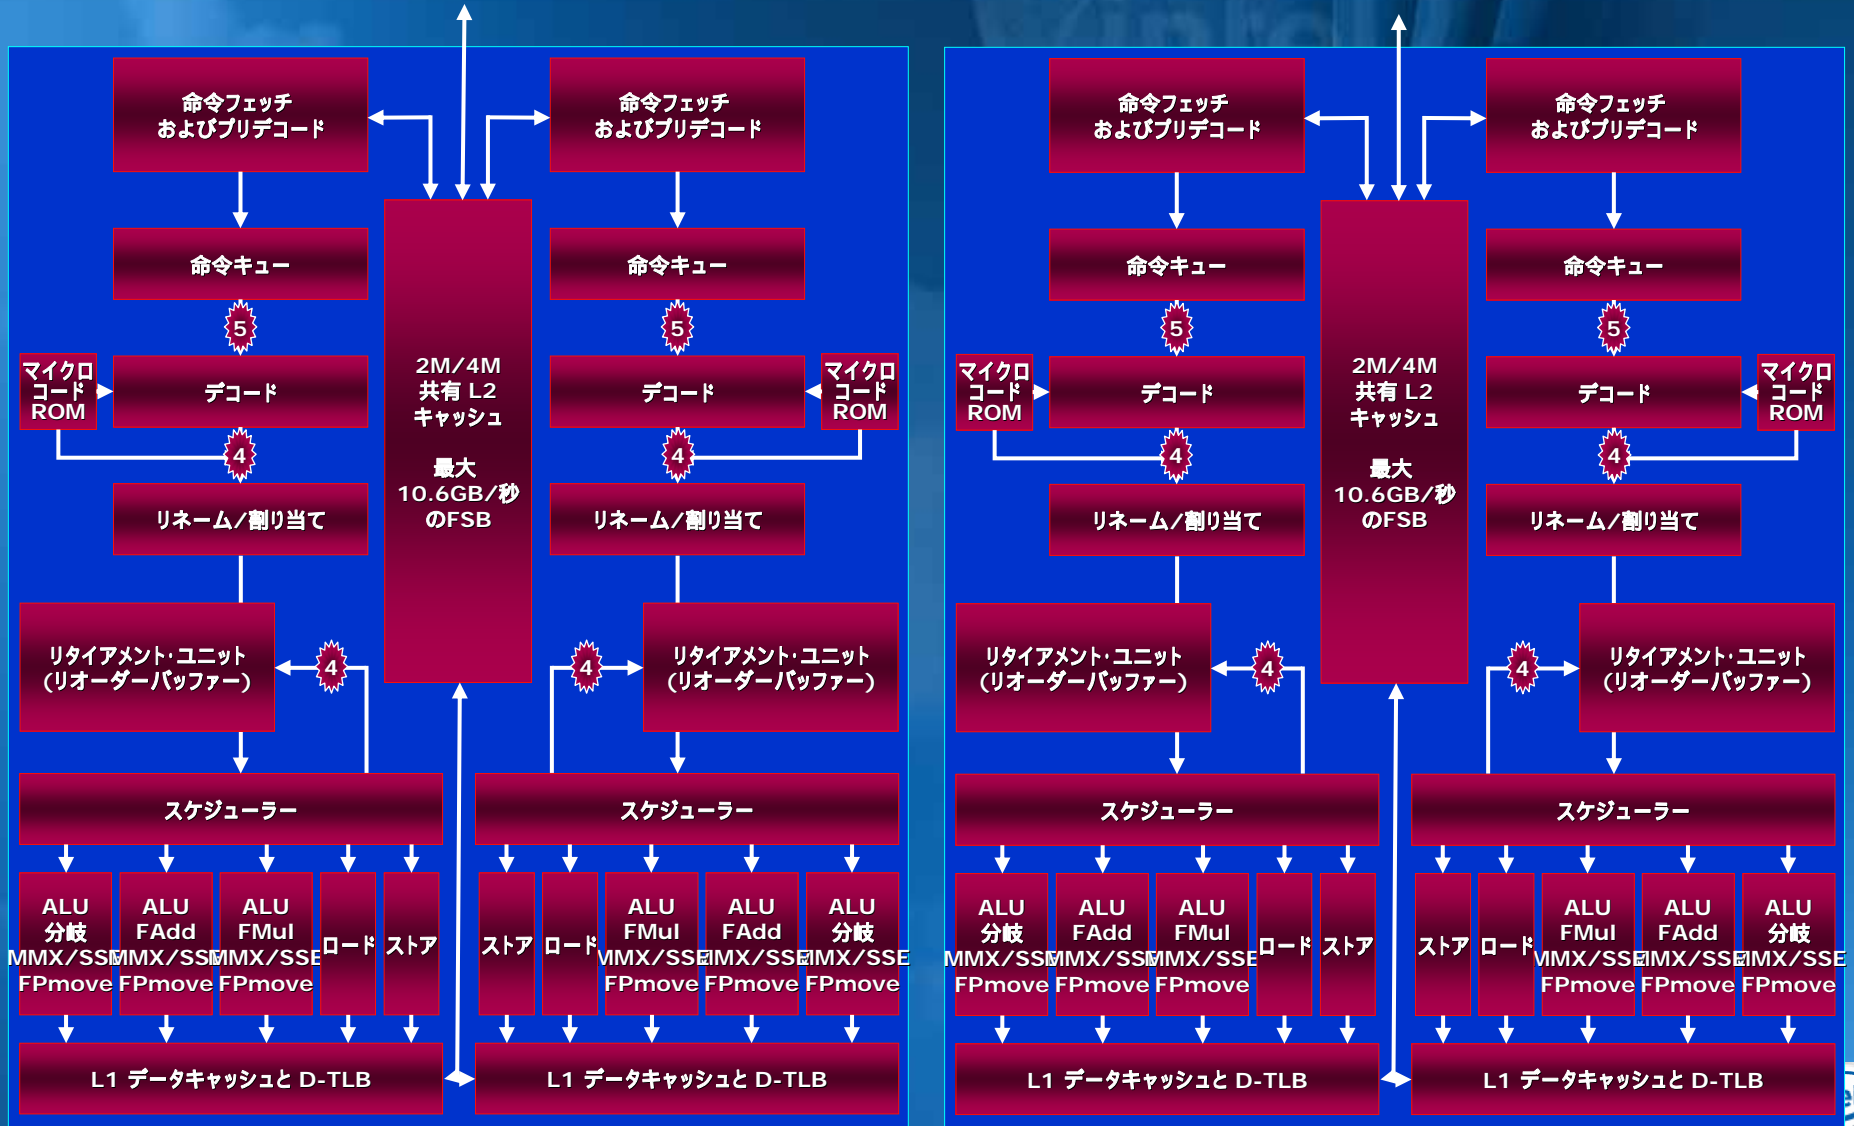 命令フェッチ
およびプリデコード
命令キュー
5
マイクロ
コード
ROM
デコード
4
リネーム/割り当て
リタイアメント・ユニット
(リオーダーバッファー)
4
スケジューラー
ALU
分岐
MMX/SSE
FPmove
ALU
FAdd
MMX/SSE
FPmove
ALU
FMul
MMX/SSE
FPmove
ロード
ストア
L1 データキャッシュと D-TLB
2M/4M
共有 L2
キャッシュ
最大
10.6GB/秒
のFSB
命令フェッチ
およびプリデコード
命令キュー
5
デコード
マイクロ
コード
ROM
4
リネーム/割り当て
4
リタイアメント・ユニット
(リオーダーバッファー)
スケジューラー
ストア
ロード
ALU
FMul
MMX/SSE
FPmove
ALU
FAdd
MMX/SSE
FPmove
ALU
分岐
MMX/SSE
FPmove
L1 データキャッシュと D-TLB
命令フェッチ
およびプリデコード
命令キュー
5
マイクロ
コード
ROM
デコード
4
リネーム/割り当て
リタイアメント・ユニット
(リオーダーバッファー)
4
スケジューラー
ALU
分岐
MMX/SSE
FPmove
ALU
FAdd
MMX/SSE
FPmove
ALU
FMul
MMX/SSE
FPmove
ロード
ストア
L1 データキャッシュと D-TLB
2M/4M
共有 L2
キャッシュ
最大
10.6GB/秒
のFSB
命令フェッチ
およびプリデコード
命令キュー
5
デコード
マイクロ
コード
ROM
4
リネーム/割り当て
4
リタイアメント・ユニット
(リオーダーバッファー)
スケジューラー
ストア
ロード
ALU
FMul
MMX/SSE
FPmove
ALU
FAdd
MMX/SSE
FPmove
ALU
分岐
MMX/SSE
FPmove
L1 データキャッシュと D-TLB